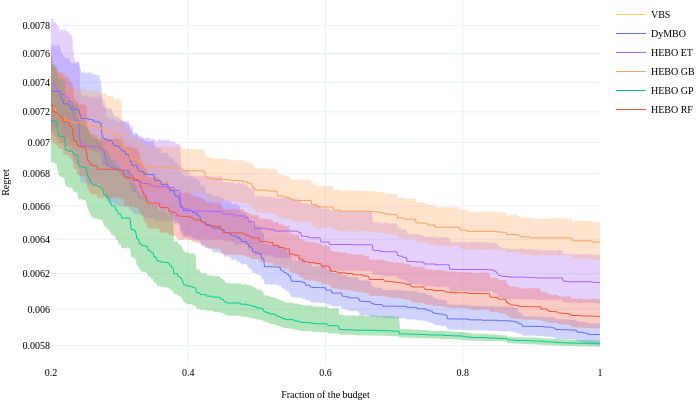 0.0078
0.0076
0.0074
0.0072
0.007
0.0068
0.0066
0.0064
0.0062
0.006
0.0058
Regret
0.2
0.4
0.6
0.8
1
Fraction of the budget
VBS
DyMBO
HEBO ET
HEBO GB
HEBO GP
HEBO RF